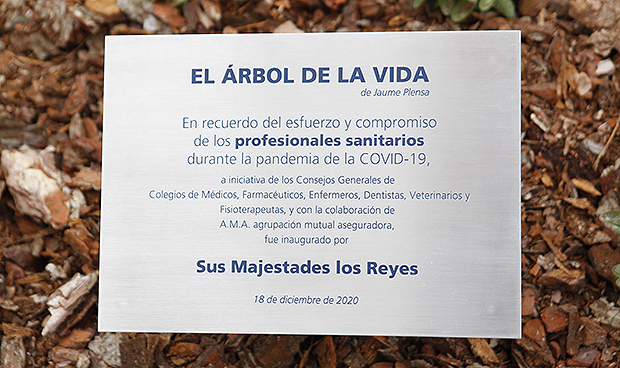 EL ÁRBOL DE LA VIDA
de Jaume Plensa
En recuerdo del esfuerzo y compromiso
de los profesionales sanitarios
durante la pandemia de la COVID-19,
a iniciativa de los Consejos Generales de
Colegios de Médicos, Farmacéuticos, Enfermeros, Dentistas, Veterinarios y
Fisioterapeutas, y con la colaboración de
A.M.A. agrupación mutual aseguradora,
fue inaugurado por
Sus Majestades los Reyes
18 de diciembre de 2020